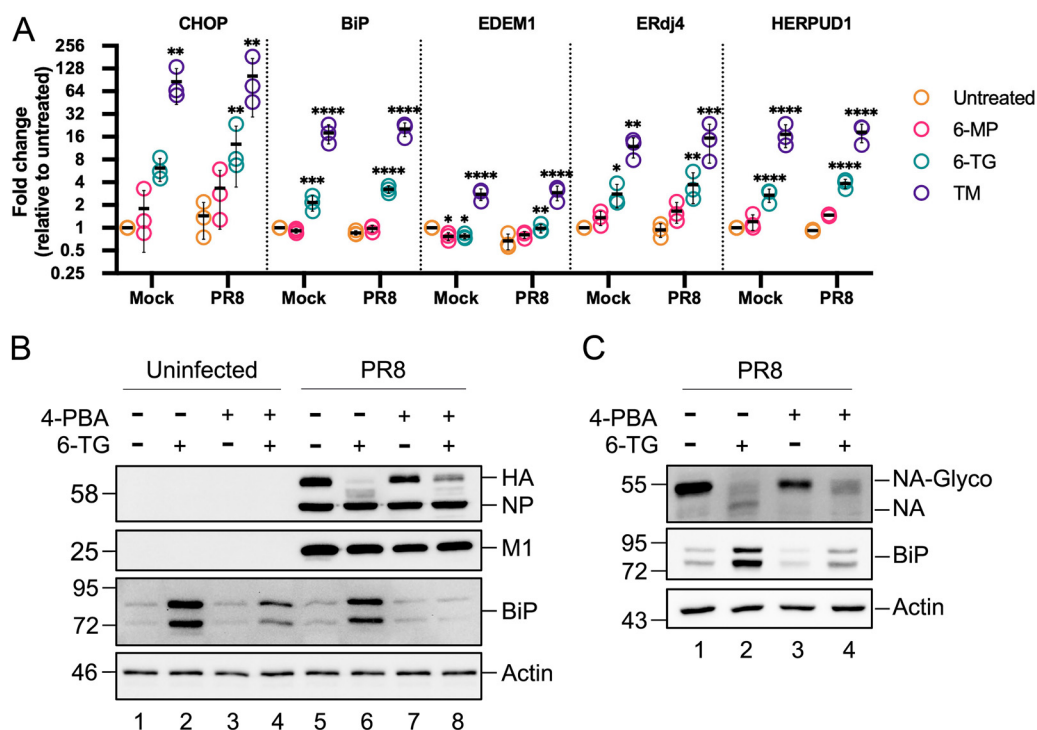 A
CHOP BiP EDEM1 ERdj4 HERPUD1
Fold change
(relative to untreated)
256
128
64
32
16
8
4
2
1
0.5
0.25
** ** *** **** **** **** * * **** ** **** * ** ** *** **** **** **** ****
Mock PR8 Mock PR8 Mock PR8 Mock PR8 Mock PR8
Untreated
6-MP
6-TG
TM
B
Uninfected PR8
4-PBA - - + + - - + +
6-TG - + - + - + - +
58
HA
NP
25
M1
95
72
BiP
46
Actin
1 2 3 4 5 6 7 8
C
PR8
4-PBA - - + +
6-TG - + - +
55
NA-Glyco
NA
95
72
BiP
43
Actin
1 2 3 4